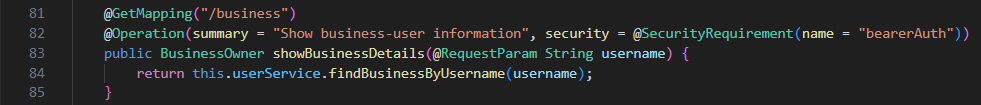 81 @GetMapping("/business")
82 @Operation(summary = "Show business-user information", security = @SecurityRequirement(name = "bearerAuth"))
83 public BusinessOwner showBusinessDetails(@RequestParam String username) {
84 return this.userService.findBusinessByUsername(username);
85 }